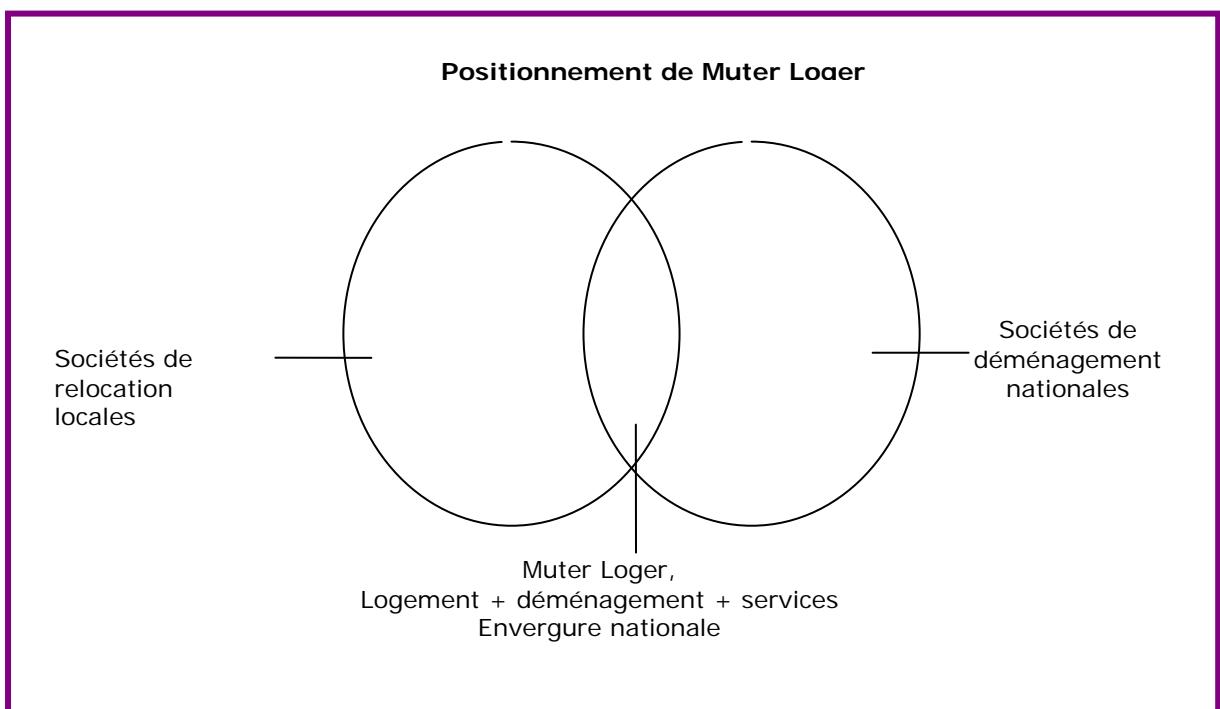 Positionnement de Muter Loger
Sociétés de
relocation
locales
Sociétés de
déménagement
nationales
Muter Loger,
Logement + déménagement + services
Envergure nationale